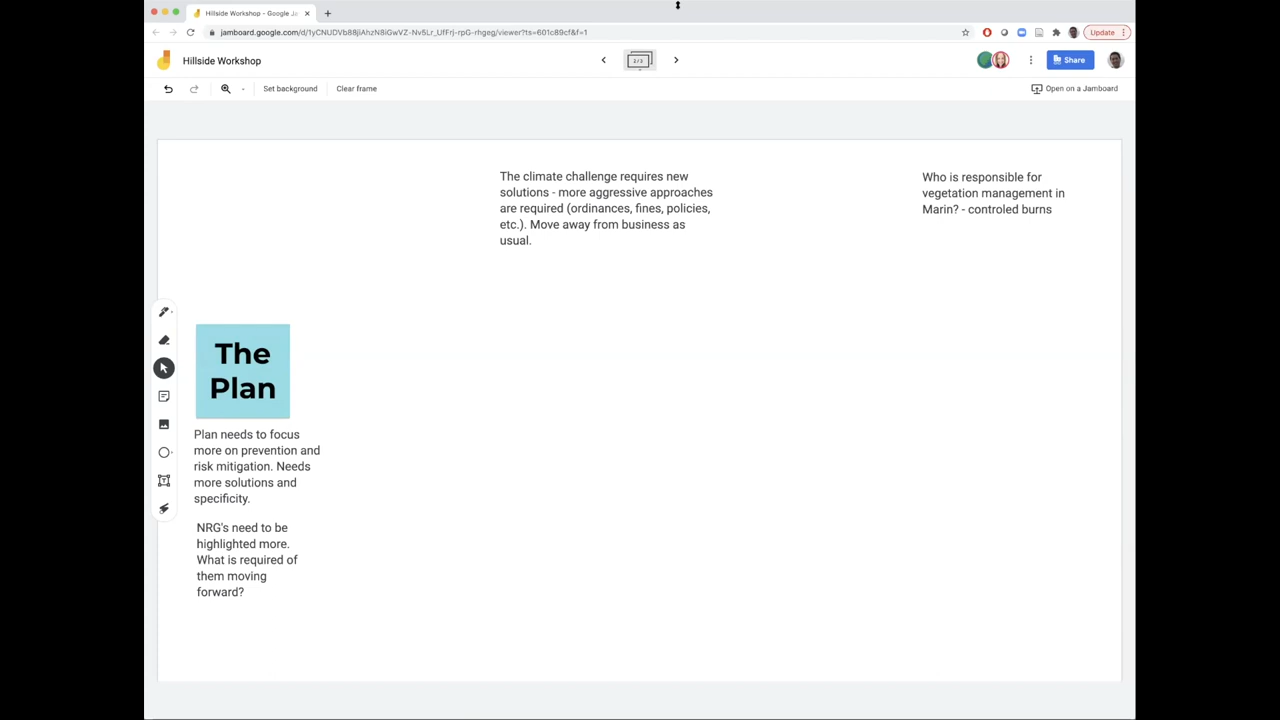 Hillside Workshop - Google Ja
jamboard.google.com/d/1yCNUDVb88jiAhzN8iGwVZ-Nv5Lr_UfFrj-rpG-rhgeg/viewer?ts=601c89cf&f=1
Update
Hillside Workshop
2/3
Share
Set background
Clear frame
Open on a Jamboard
The climate challenge requires new
solutions - more aggressive approaches
are required (ordinances, fines, policies,
etc.). Move away from business as
usual.
Who is responsible for
vegetation management in
Marin? - controled burns
The
Plan
Plan needs to focus
more on prevention and
risk mitigation. Needs
more solutions and
specificity.
NRG's need to be
highlighted more.
What is required of
them moving
forward?